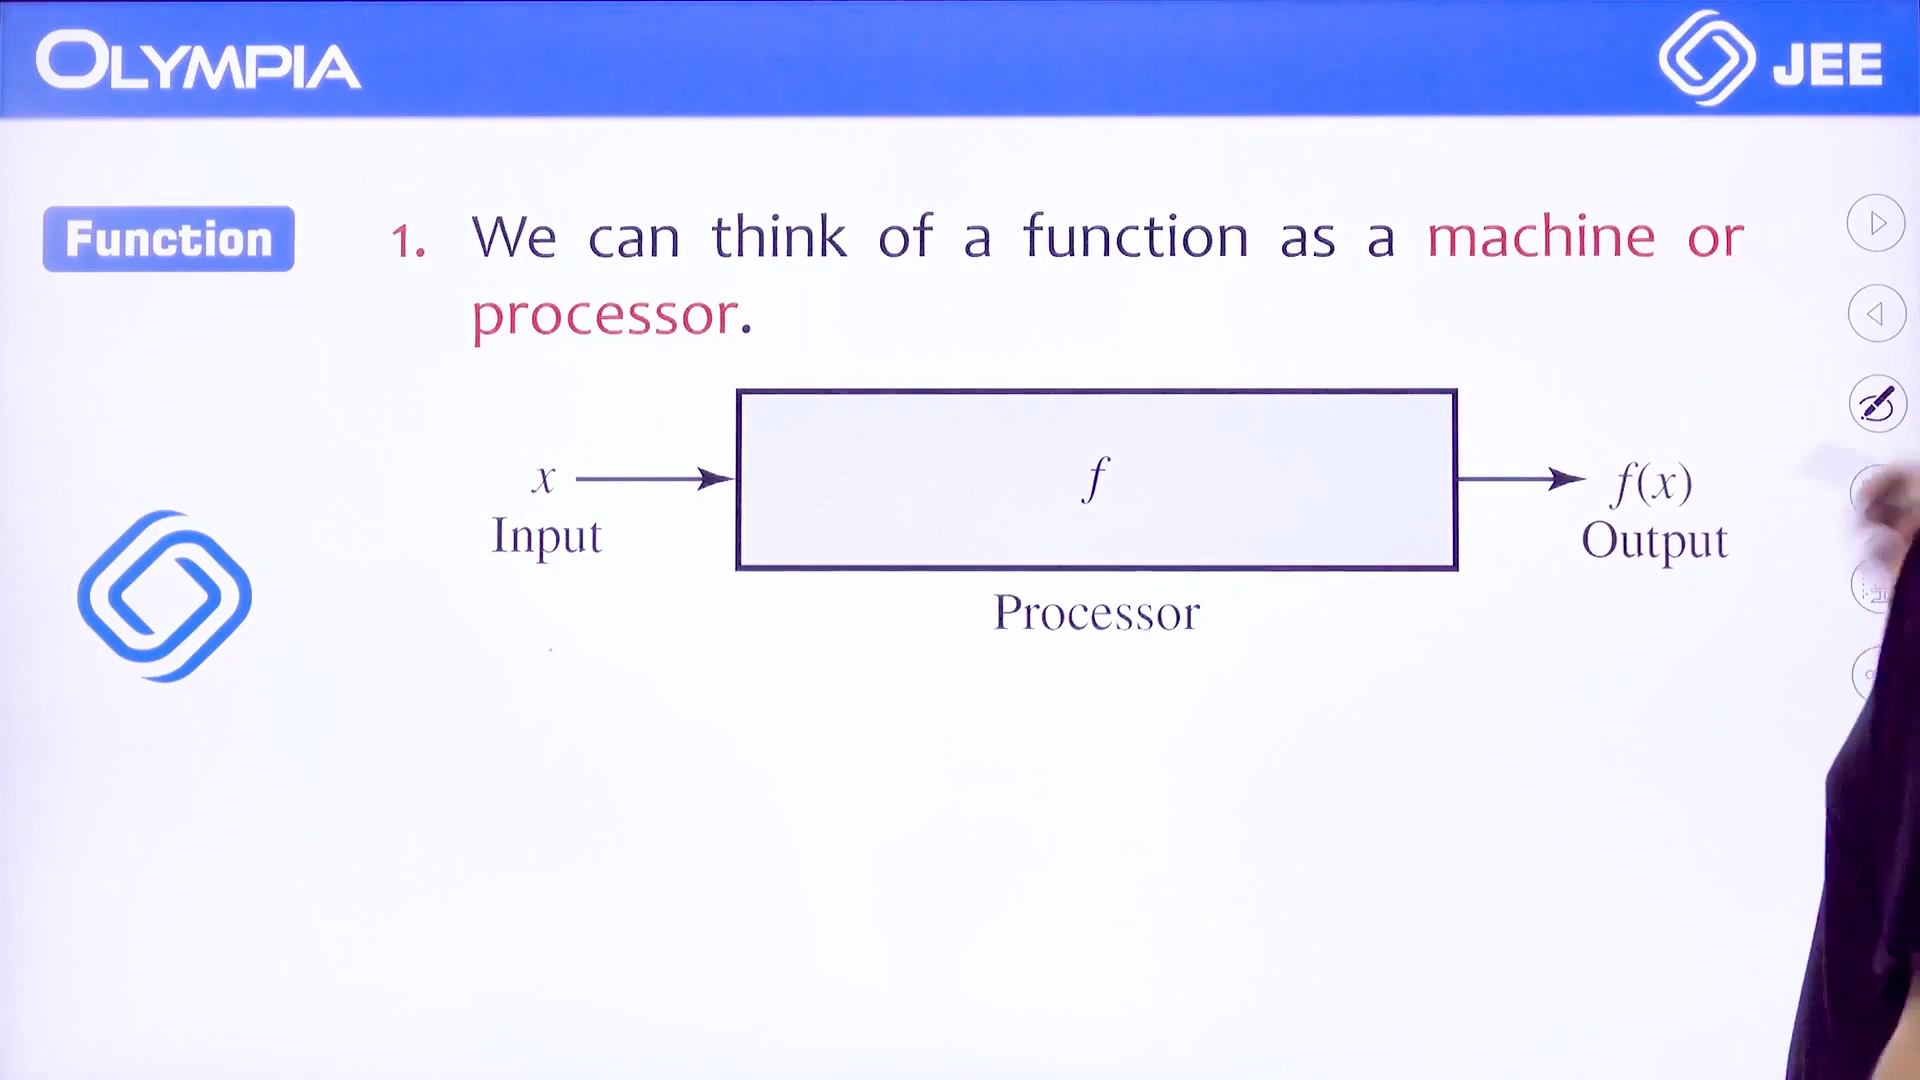 OLYMPIA
JEE
Function
1. We can think of a function as a machine or
processor.
x
f
f(x)
Input
Output
Processor